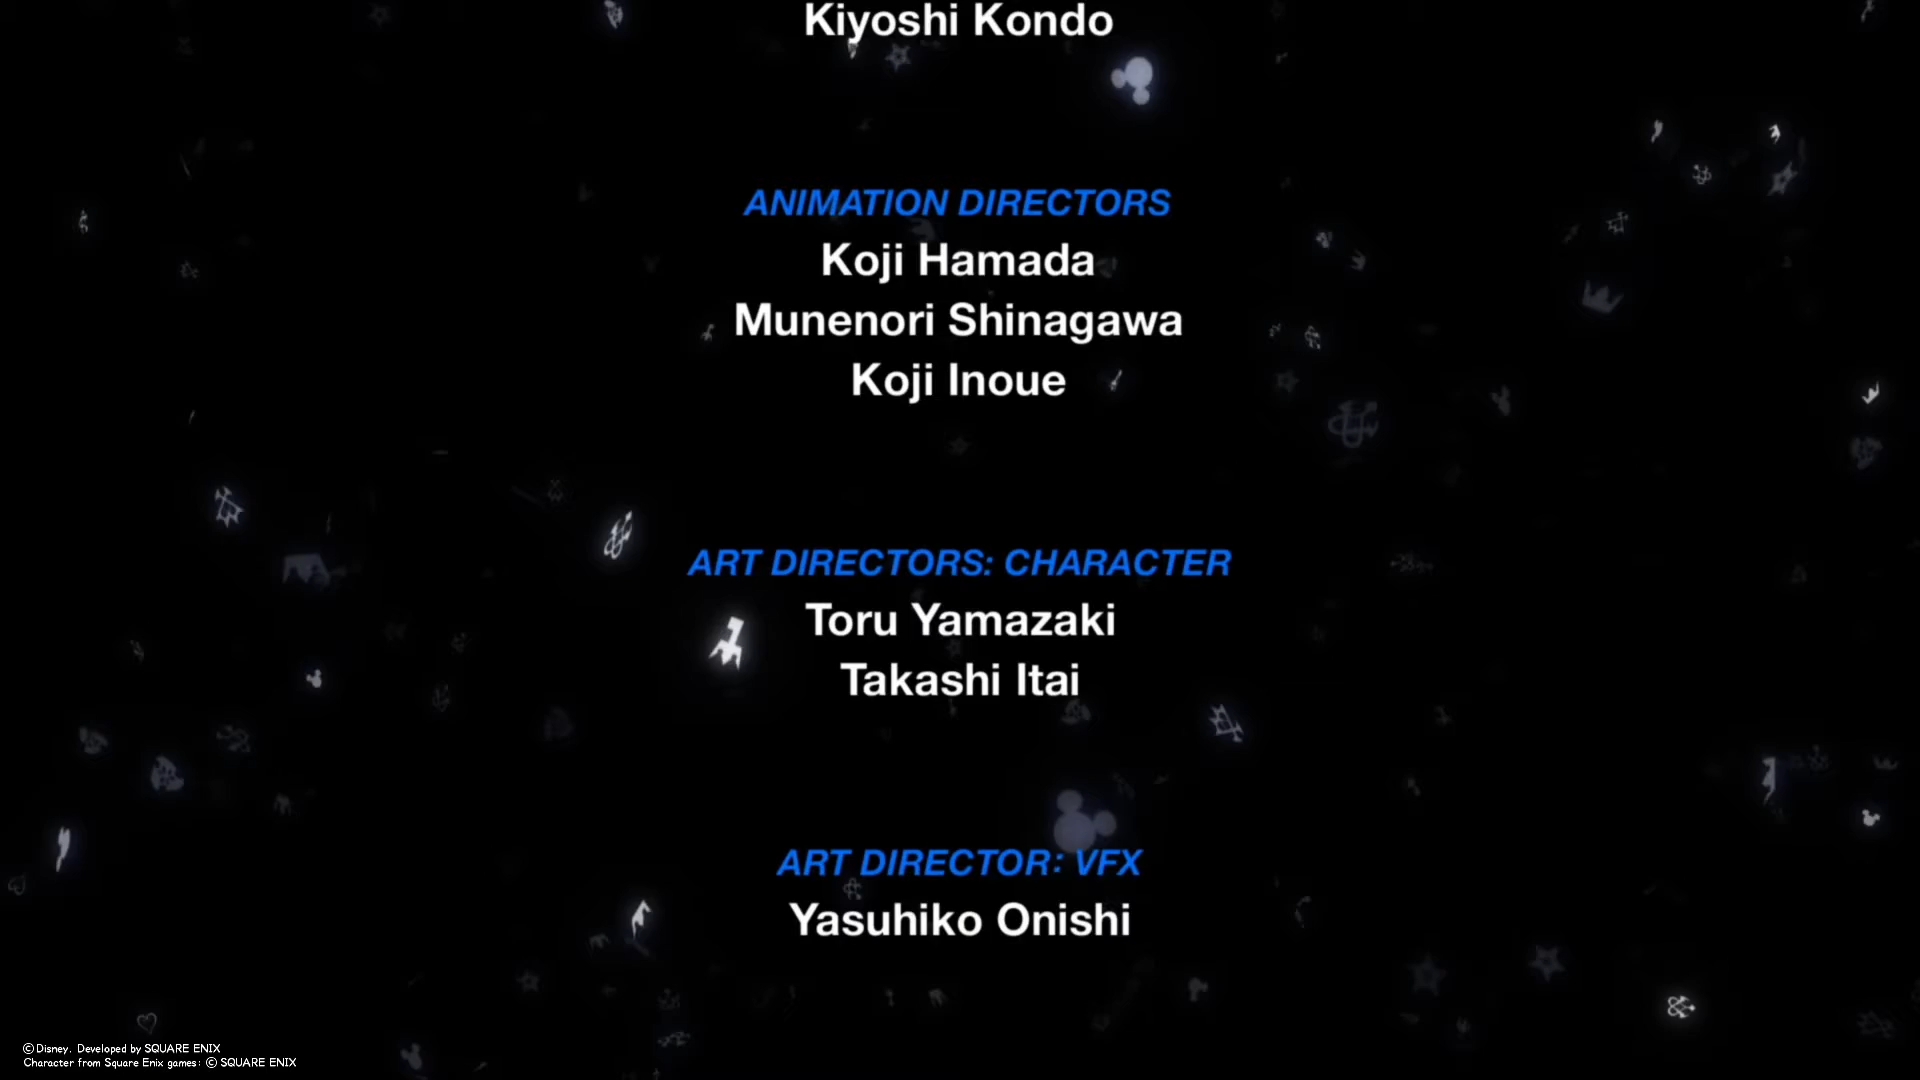 Kiyoshi Kondo
ANIMATION DIRECTORS
Koji Hamada
Munenori Shinagawa
Koji Inoue
ART DIRECTORS: CHARACTER
Toru Yamazaki
Takashi Itai
ART DIRECTOR: VFX
Yasuhiko Onishi
© Disney. Developed by SQUARE ENIX
Character from Square Enix games: © SQUARE ENIX